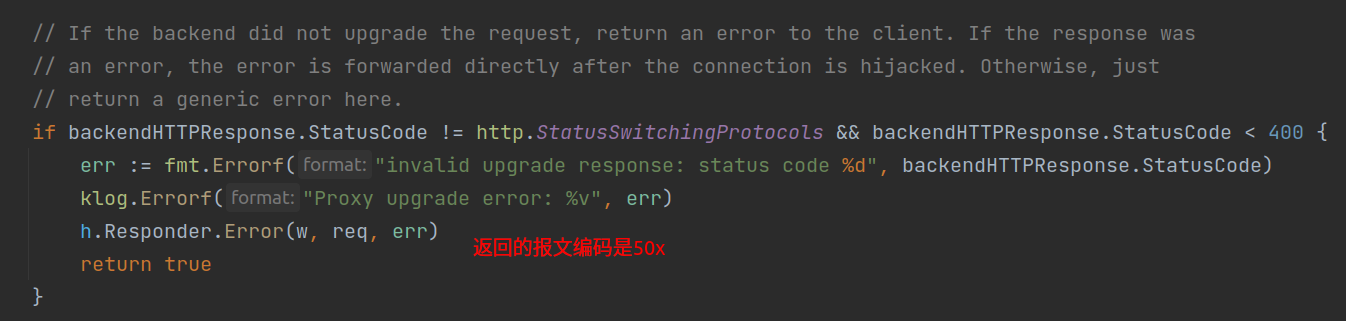 // If the backend did not upgrade the request, return an error to the client. If the response was
// an error, the error is forwarded directly after the connection is hijacked. Otherwise, just
// return a generic error here.
if backendHTTPResponse.StatusCode != http.StatusSwitchingProtocols && backendHTTPResponse.StatusCode < 400 {
err := fmt.Errorf( format: "invalid upgrade response: status code %d", backendHTTPResponse.StatusCode)
klog.Errorf( format: "Proxy upgrade error: %v", err)
h.Responder.Error(w, req, err)
返回的报文编码是50x
return true
}